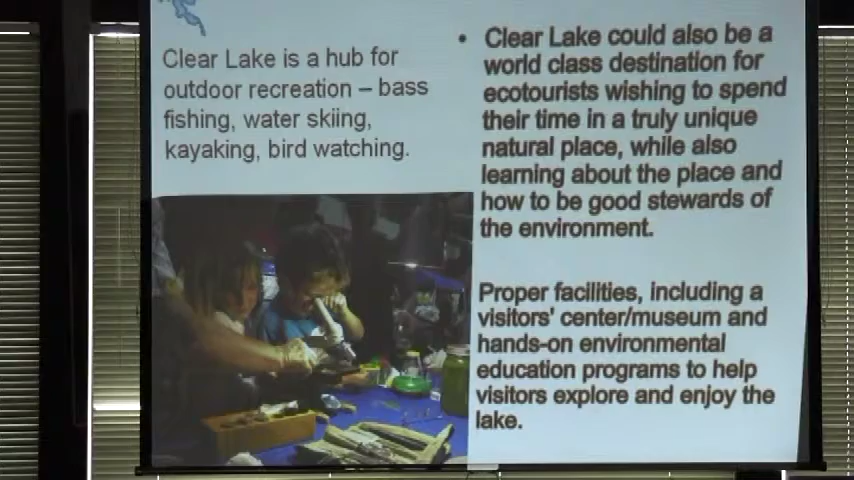 Clear Lake is a hub for
outdoor recreation – bass
fishing, water skiing,
kayaking, bird watching.
• Clear Lake could also be a
world class destination for
ecotourists wishing to spend
their time in a truly unique
natural place, while also
learning about the place and
how to be good stewards of
the environment.
Proper facilities, including a
visitors' center/museum and
hands-on environmental
education programs to help
visitors explore and enjoy the
lake.